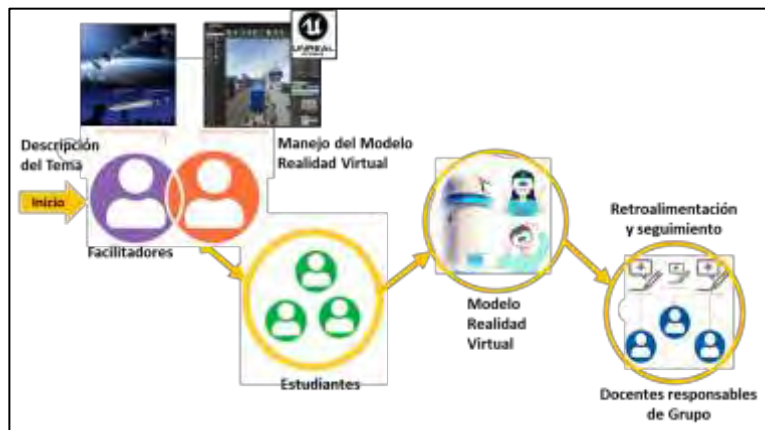 UNREAL
Descripción
del Tema
Manejo del Modelo
Realidad Virtual
Inicio
Facilitadores
Estudiantes
Modelo
Realidad
Virtual
Retroalimentación
y seguimiento
Docentes responsables
de Grupo